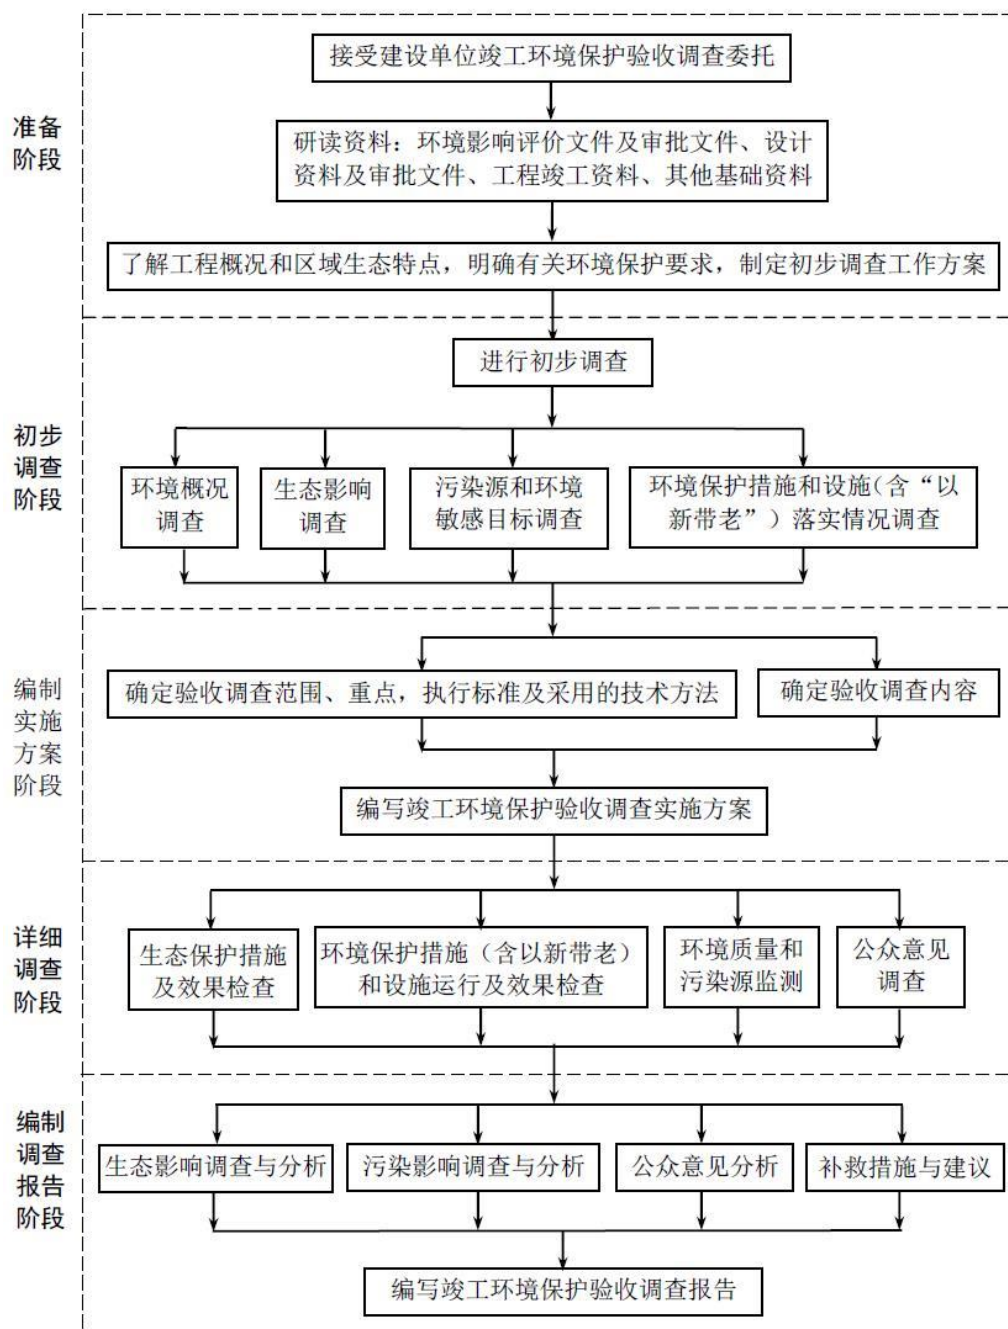 接受建设单位竣工环境保护验收调查委托
准备
阶段
研读资料：环境影响评价文件及审批文件、设计
资料及审批文件、工程竣工资料、其他基础资料
了解工程概况和区域生态特点，明确有关环境保护要求，制定初步调查工作方案
进行初步调查
初步
调查
阶段
环境概况
调查
生态影响
调查
污染源和环境
敏感目标调查
环境保护措施和设施（含“以
新带老”）落实情况调查
编制
实施
方案
阶段
确定验收调查范围、重点，执行标准及采用的技术方法
确定验收调查内容
编写竣工环境保护验收调查实施方案
详细
调查
阶段
生态保护措施
及效果检查
环境保护措施（含以新带老）
和设施运行及效果检查
环境质量和
污染源监测
公众意见
调查
编制
调查
报告
阶段
生态影响调查与分析
污染影响调查与分析
公众意见分析
补救措施与建议
编写竣工环境保护验收调查报告